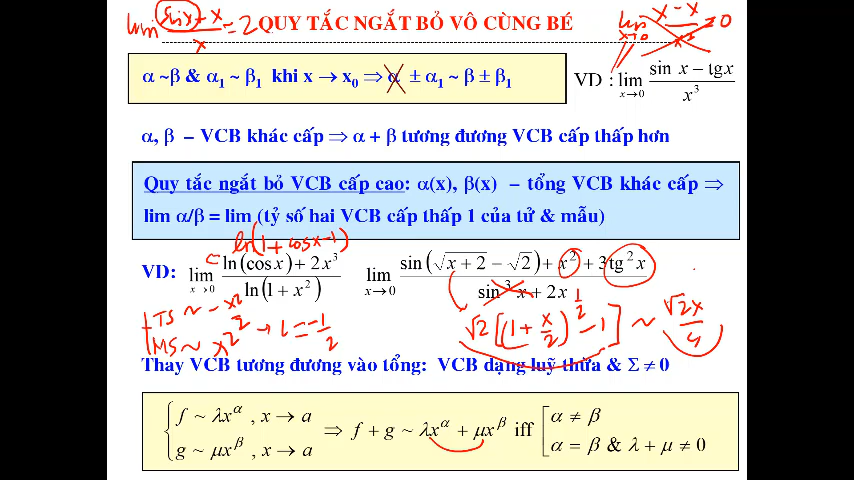 lim (sinx + x)/x = 2
QUY TẮC NGẮT BỎ VÔ CÙNG BÉ
lim x→0 (x − x)/x³ = 0
α ~ β & α₁ ~ β₁ khi x → x₀ ⇒ α ± α₁ ~ β ± β₁
VD : lim x→0 (sin x − tgx)/x³
α, β − VCB khác cấp ⇒ α + β tương đương VCB cấp thấp hơn
Quy tắc ngắt bỏ VCB cấp cao: α(x), β(x) − tổng VCB khác cấp ⇒
lim α/β = lim (tỷ số hai VCB cấp thấp 1 của tử & mẫu)
ln(1 + cosx − 1)
VD: lim x→0 (ln(cos x) + 2x³)/(ln(1 + x²))
lim x→0 (sin(√(x + 2) − √2) + x² + 3tg²x)/(sin³x + 2x)
TS ~ −x²/2
MS ~ x² → L = −1/2
√2[(1 + x/2)^(1/2) − 1] ~ √2x/4
Thay VCB tương đương vào tổng: VCB dạng luỹ thừa & Σ ≠ 0
{ f ~ λx^α , x → a
g ~ μx^β , x → a
⇒ f + g ~ λx^α + μx^β iff
[ α ≠ β
α = β & λ + μ ≠ 0